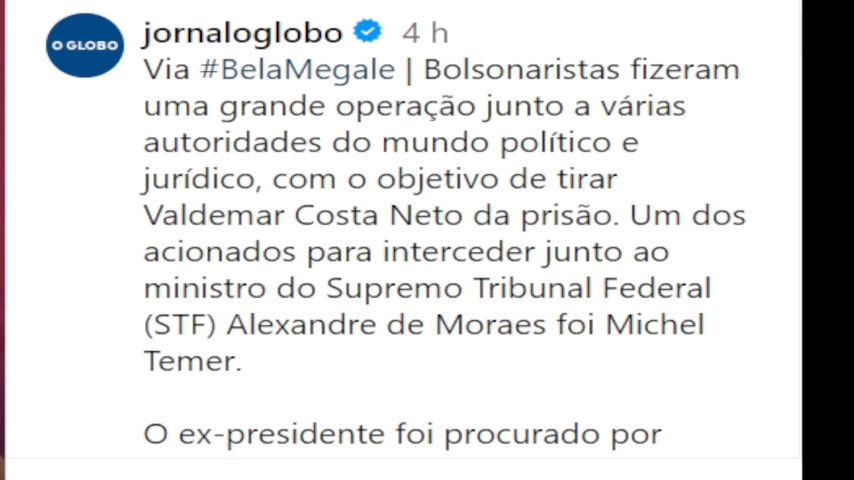 O GLOBO
jornaloglobo 4 h
Via #BelaMegale | Bolsonaristas fizeram
uma grande operação junto a várias
autoridades do mundo político e
jurídico, com o objetivo de tirar
Valdemar Costa Neto da prisão. Um dos
acionados para interceder junto ao
ministro do Supremo Tribunal Federal
(STF) Alexandre de Moraes foi Michel
Temer.
O ex-presidente foi procurado por